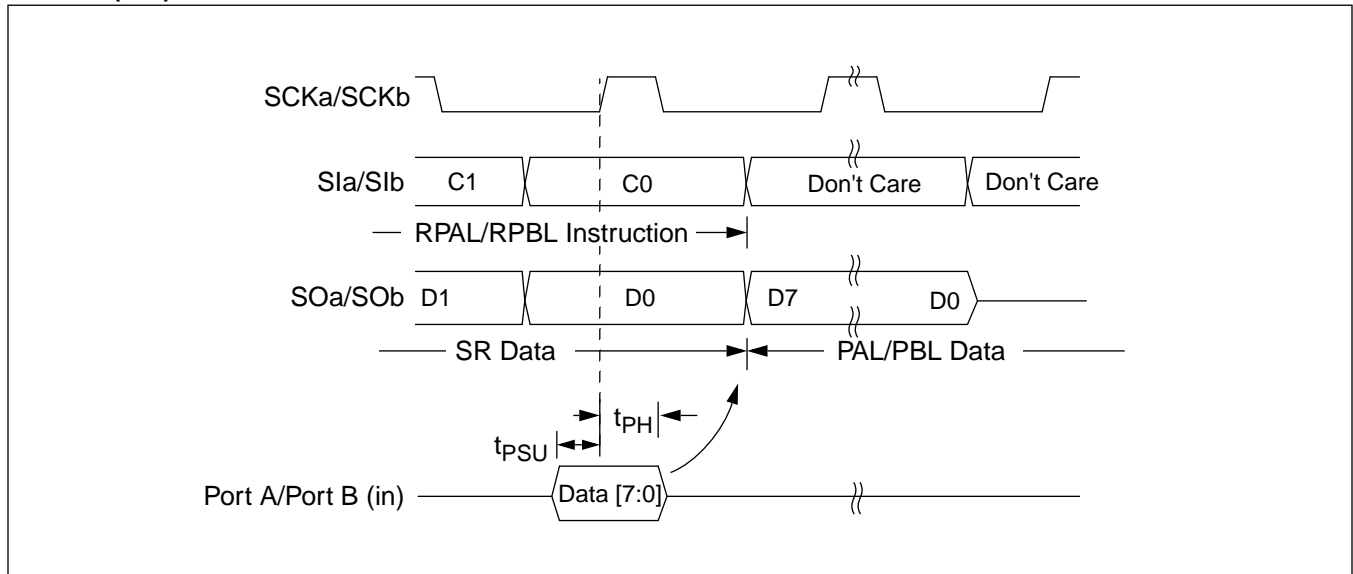 SCKa/SCKb
SIa/SIb C1 C0 Don't Care Don't Care
RPAL/RPBL Instruction
SOa/SOb D1 D0 D7 D0
SR Data PAL/PBL Data
tPH
tPSU
Port A/Port B (in) Data [7:0]